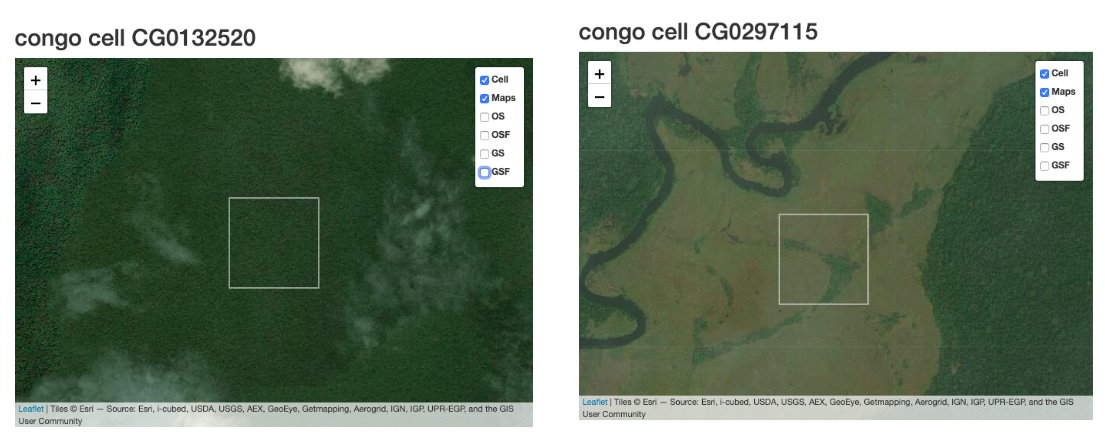 congo cell CG0132520
+
−
Cell
Maps
OS
OSF
GS
GSF
Leaflet | Tiles © Esri — Source: Esri, i-cubed, USDA, USGS, AEX, GeoEye, Getmapping, Aerogrid, IGN, IGP, UPR-EGP, and the GIS
User Community
congo cell CG0297115
+
−
Cell
Maps
OS
OSF
GS
GSF
Leaflet | Tiles © Esri — Source: Esri, i-cubed, USDA, USGS, AEX, GeoEye, Getmapping, Aerogrid, IGN, IGP, UPR-EGP, and the GIS
User Community